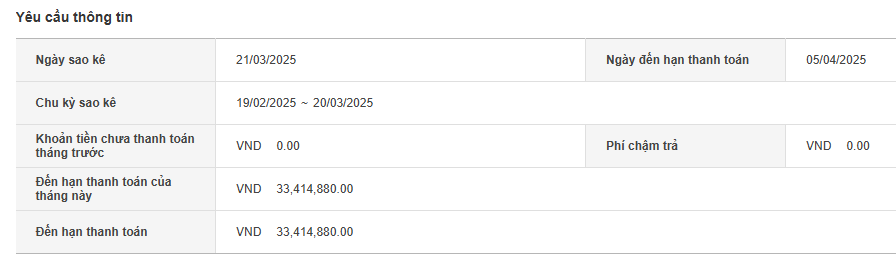 Yêu cầu thông tin
Ngày sao kê 21/03/2025 Ngày đến hạn thanh toán 05/04/2025
Chu kỳ sao kê 19/02/2025 ~ 20/03/2025
Khoản tiền chưa thanh toán
tháng trước VND 0.00 Phí chậm trả VND 0.00
Đến hạn thanh toán của
tháng này VND 33,414,880.00
Đến hạn thanh toán VND 33,414,880.00